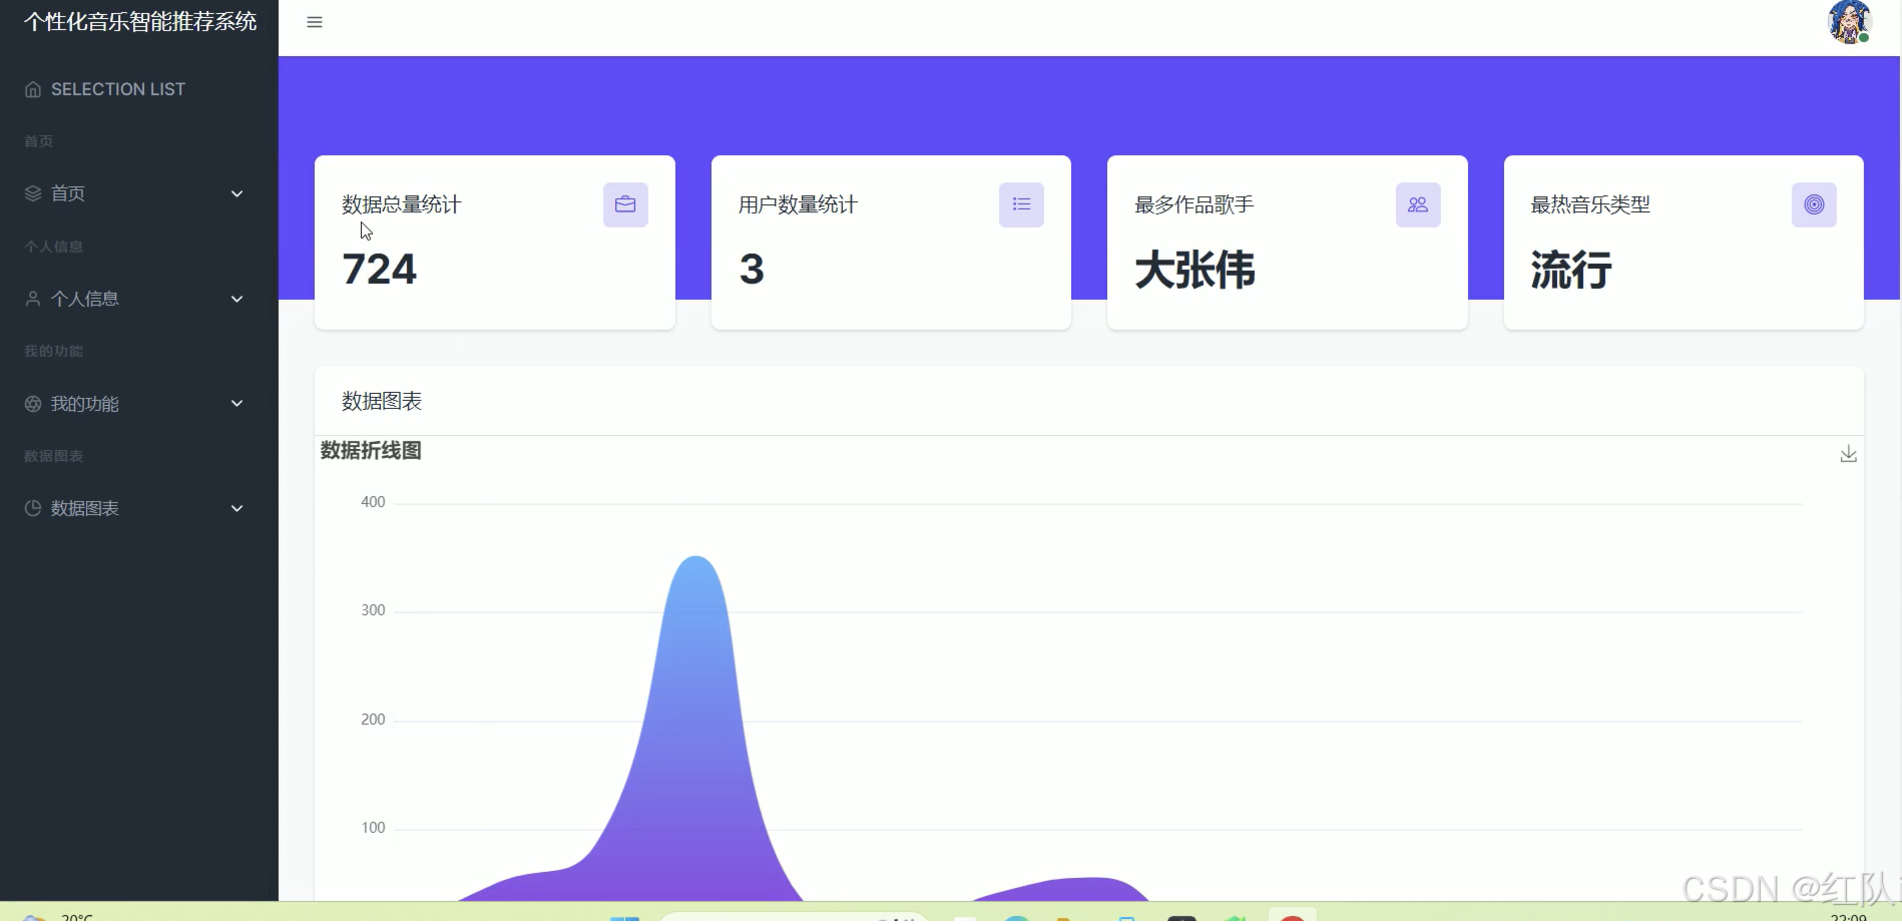 个性化音乐智能推荐系统
SELECTION LIST
首页
首页
个人信息
个人信息
我的功能
我的功能
数据图表
数据图表
数据总量统计
724
用户数量统计
3
最多作品歌手
大张伟
最热音乐类型
流行
数据图表
数据折线图
400
300
200
100
CSDN @红队
20°C
22:09